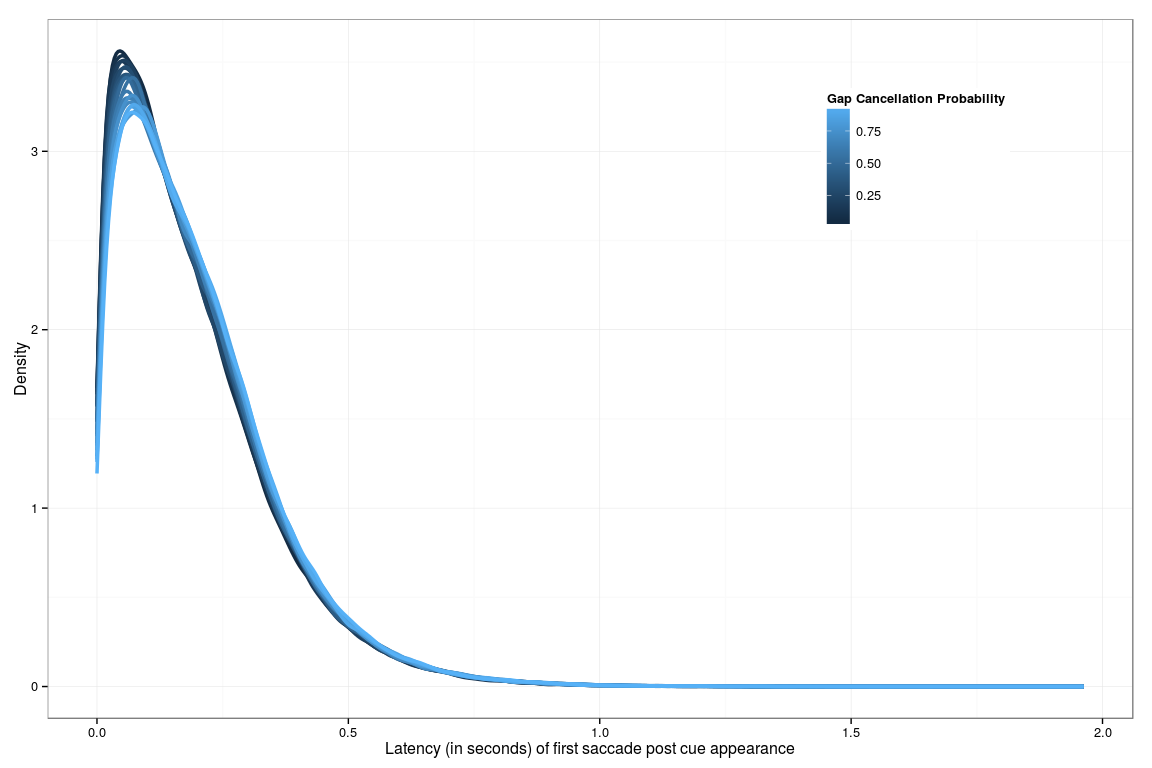 Gap Cancellation Probability
0.75
0.50
0.25
3
2
1
0
Density
0.0 0.5 1.0 1.5 2.0
Latency (in seconds) of first saccade post cue appearance